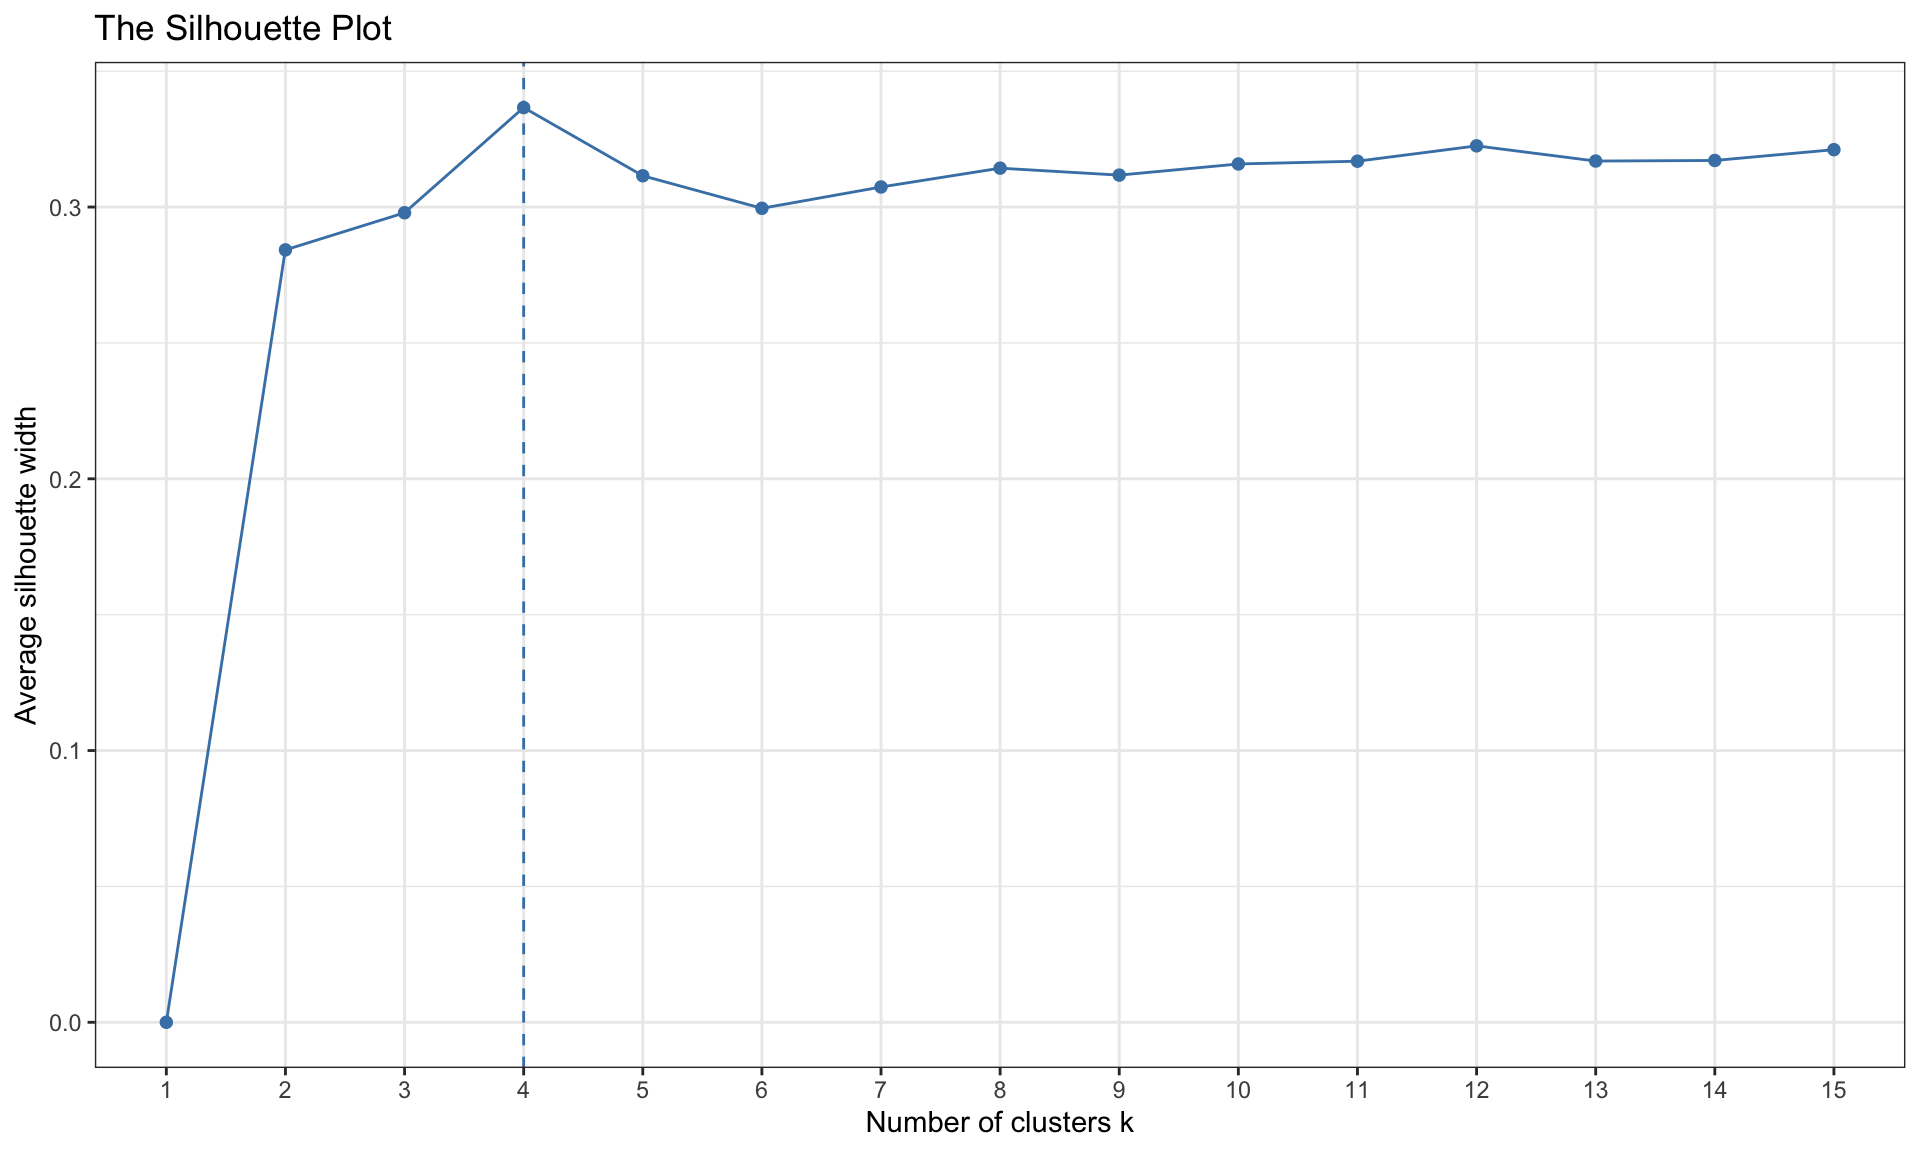 The Silhouette Plot
Average silhouette width
0.3
0.2
0.1
0.0
1 2 3 4 5 6 7 8 9 10 11 12 13 14 15
Number of clusters k